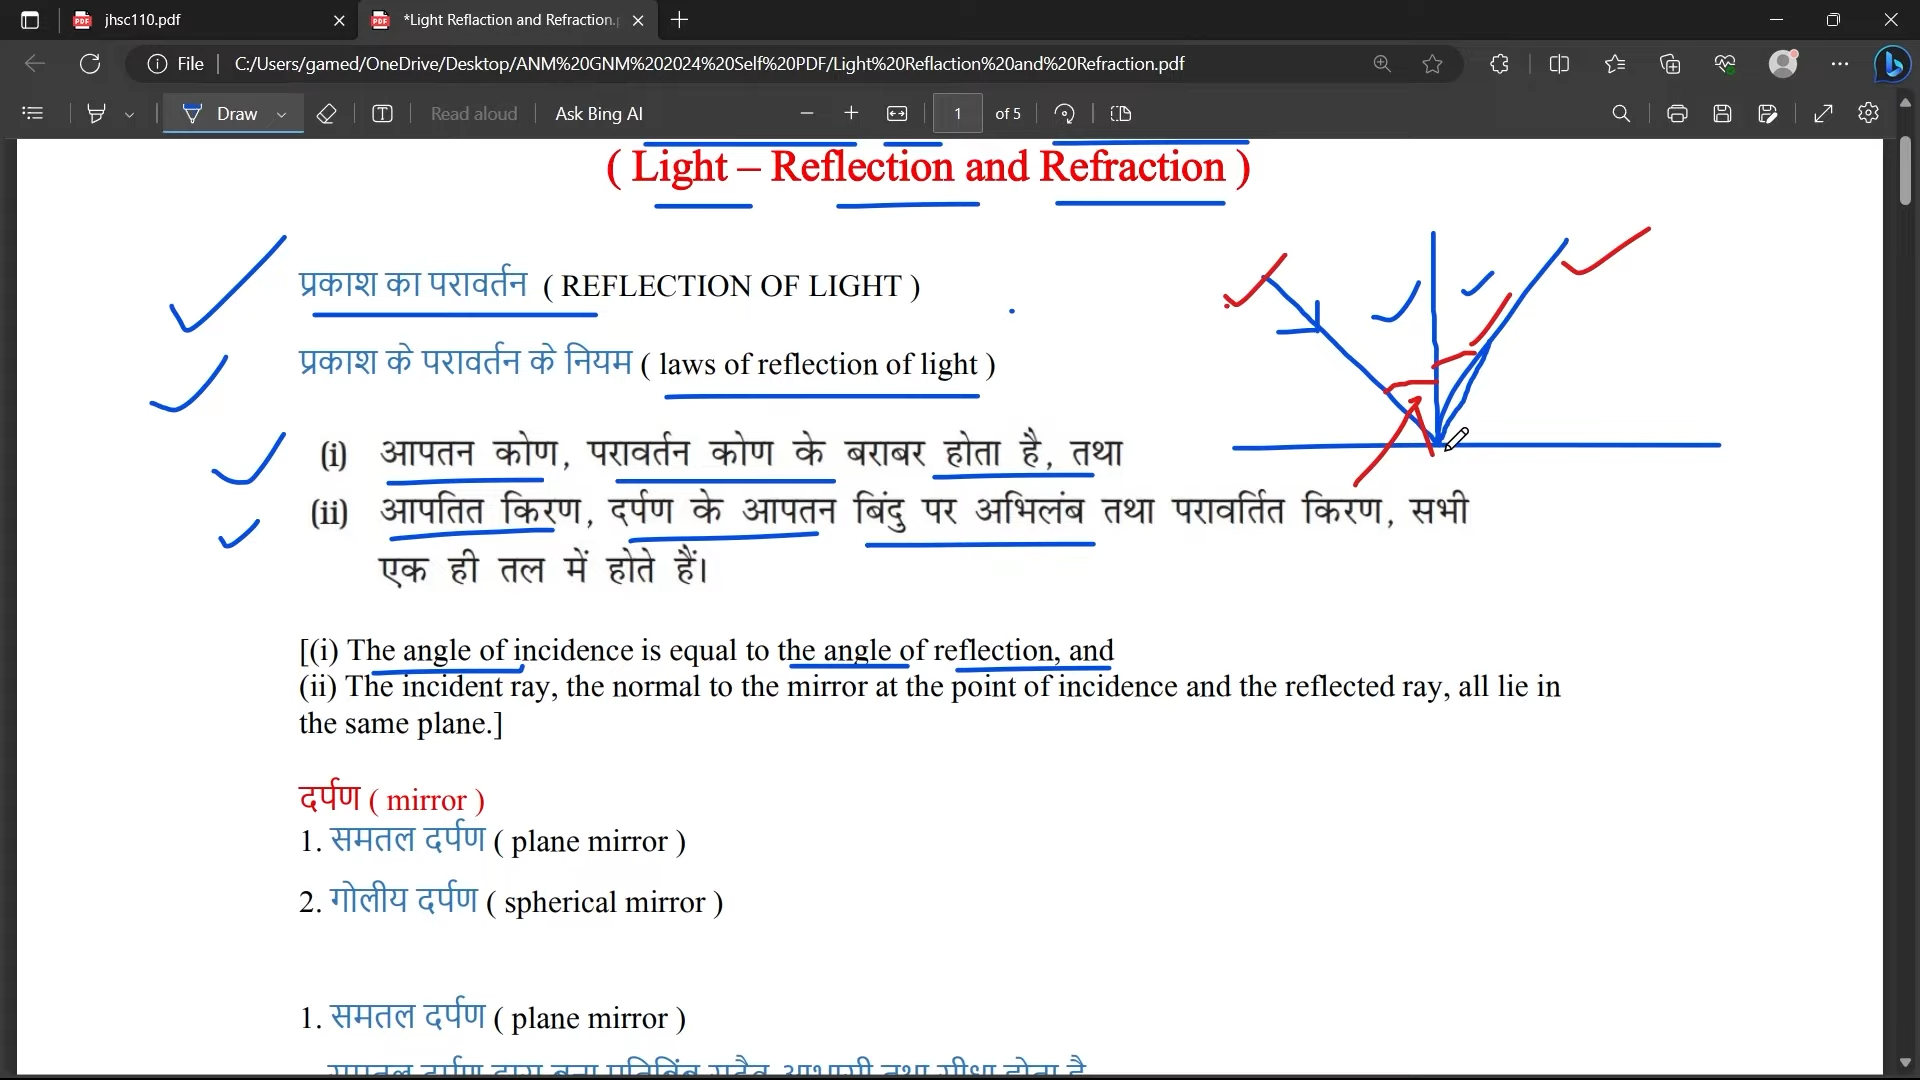 jhsc110.pdf
*Light Reflaction and Refraction.
File
C:/Users/gamed/OneDrive/Desktop/ANM%20GNM%202024%20Self%20PDF/Light%20Reflaction%20and%20Refraction.pdf
Draw
Read aloud
Ask Bing AI
1
of 5
( Light – Reflection and Refraction )
प्रकाश का परावर्तन ( REFLECTION OF LIGHT )
प्रकाश के परावर्तन के नियम ( laws of reflection of light )
(i) आपतन कोण, परावर्तन कोण के बराबर होता है, तथा
(ii) आपतित किरण, दर्पण के आपतन बिंदु पर अभिलंब तथा परावर्तित किरण, सभी
एक ही तल में होते हैं।
[(i) The angle of incidence is equal to the angle of reflection, and
(ii) The incident ray, the normal to the mirror at the point of incidence and the reflected ray, all lie in
the same plane.]
दर्पण ( mirror )
1. समतल दर्पण ( plane mirror )
2. गोलीय दर्पण ( spherical mirror )
1. समतल दर्पण ( plane mirror )